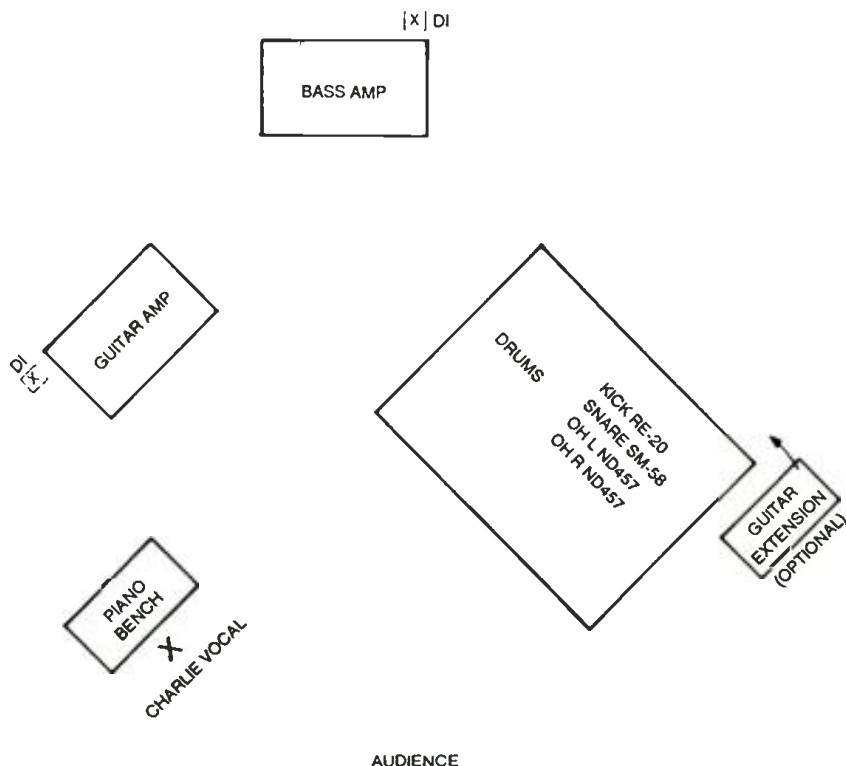 [X] DI
BASS AMP
GUITAR AMP
DI
[X]
DRUMS
KICK RE-20
SNARE SM-58
OH L ND457
OH R ND457
GUITAR
EXTENSION
(OPTIONAL)
PIANO
BENCH
X
CHARLIE VOCAL
AUDIENCE